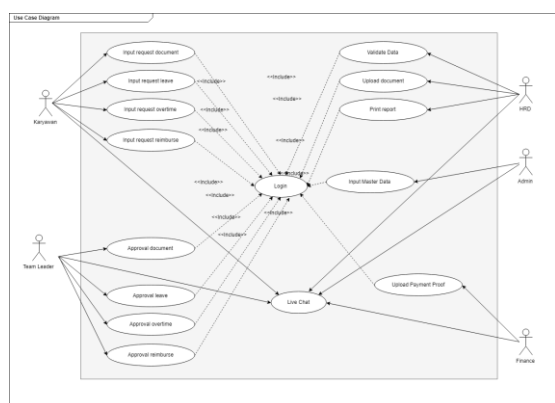 Use Case Diagram
Input request document
Validate Data
<<Include>>
<<Include>>
Input request leave
Upload document
<<Include>>
<<Include>>
Karyawan
HRD
Input request overtime
Print report
<<Include>>
Input request reimburse
<<Include>>
<<Include>>
<<Include>>
Login
Input Master Data
Admin
<<Include>>
<<Include>>
<<Include>>
<<Include>>
Approval document
Team Leader
Upload Payment Proof
Approval leave
Live Chat
Approval overtime
Finance
Approval reimburse